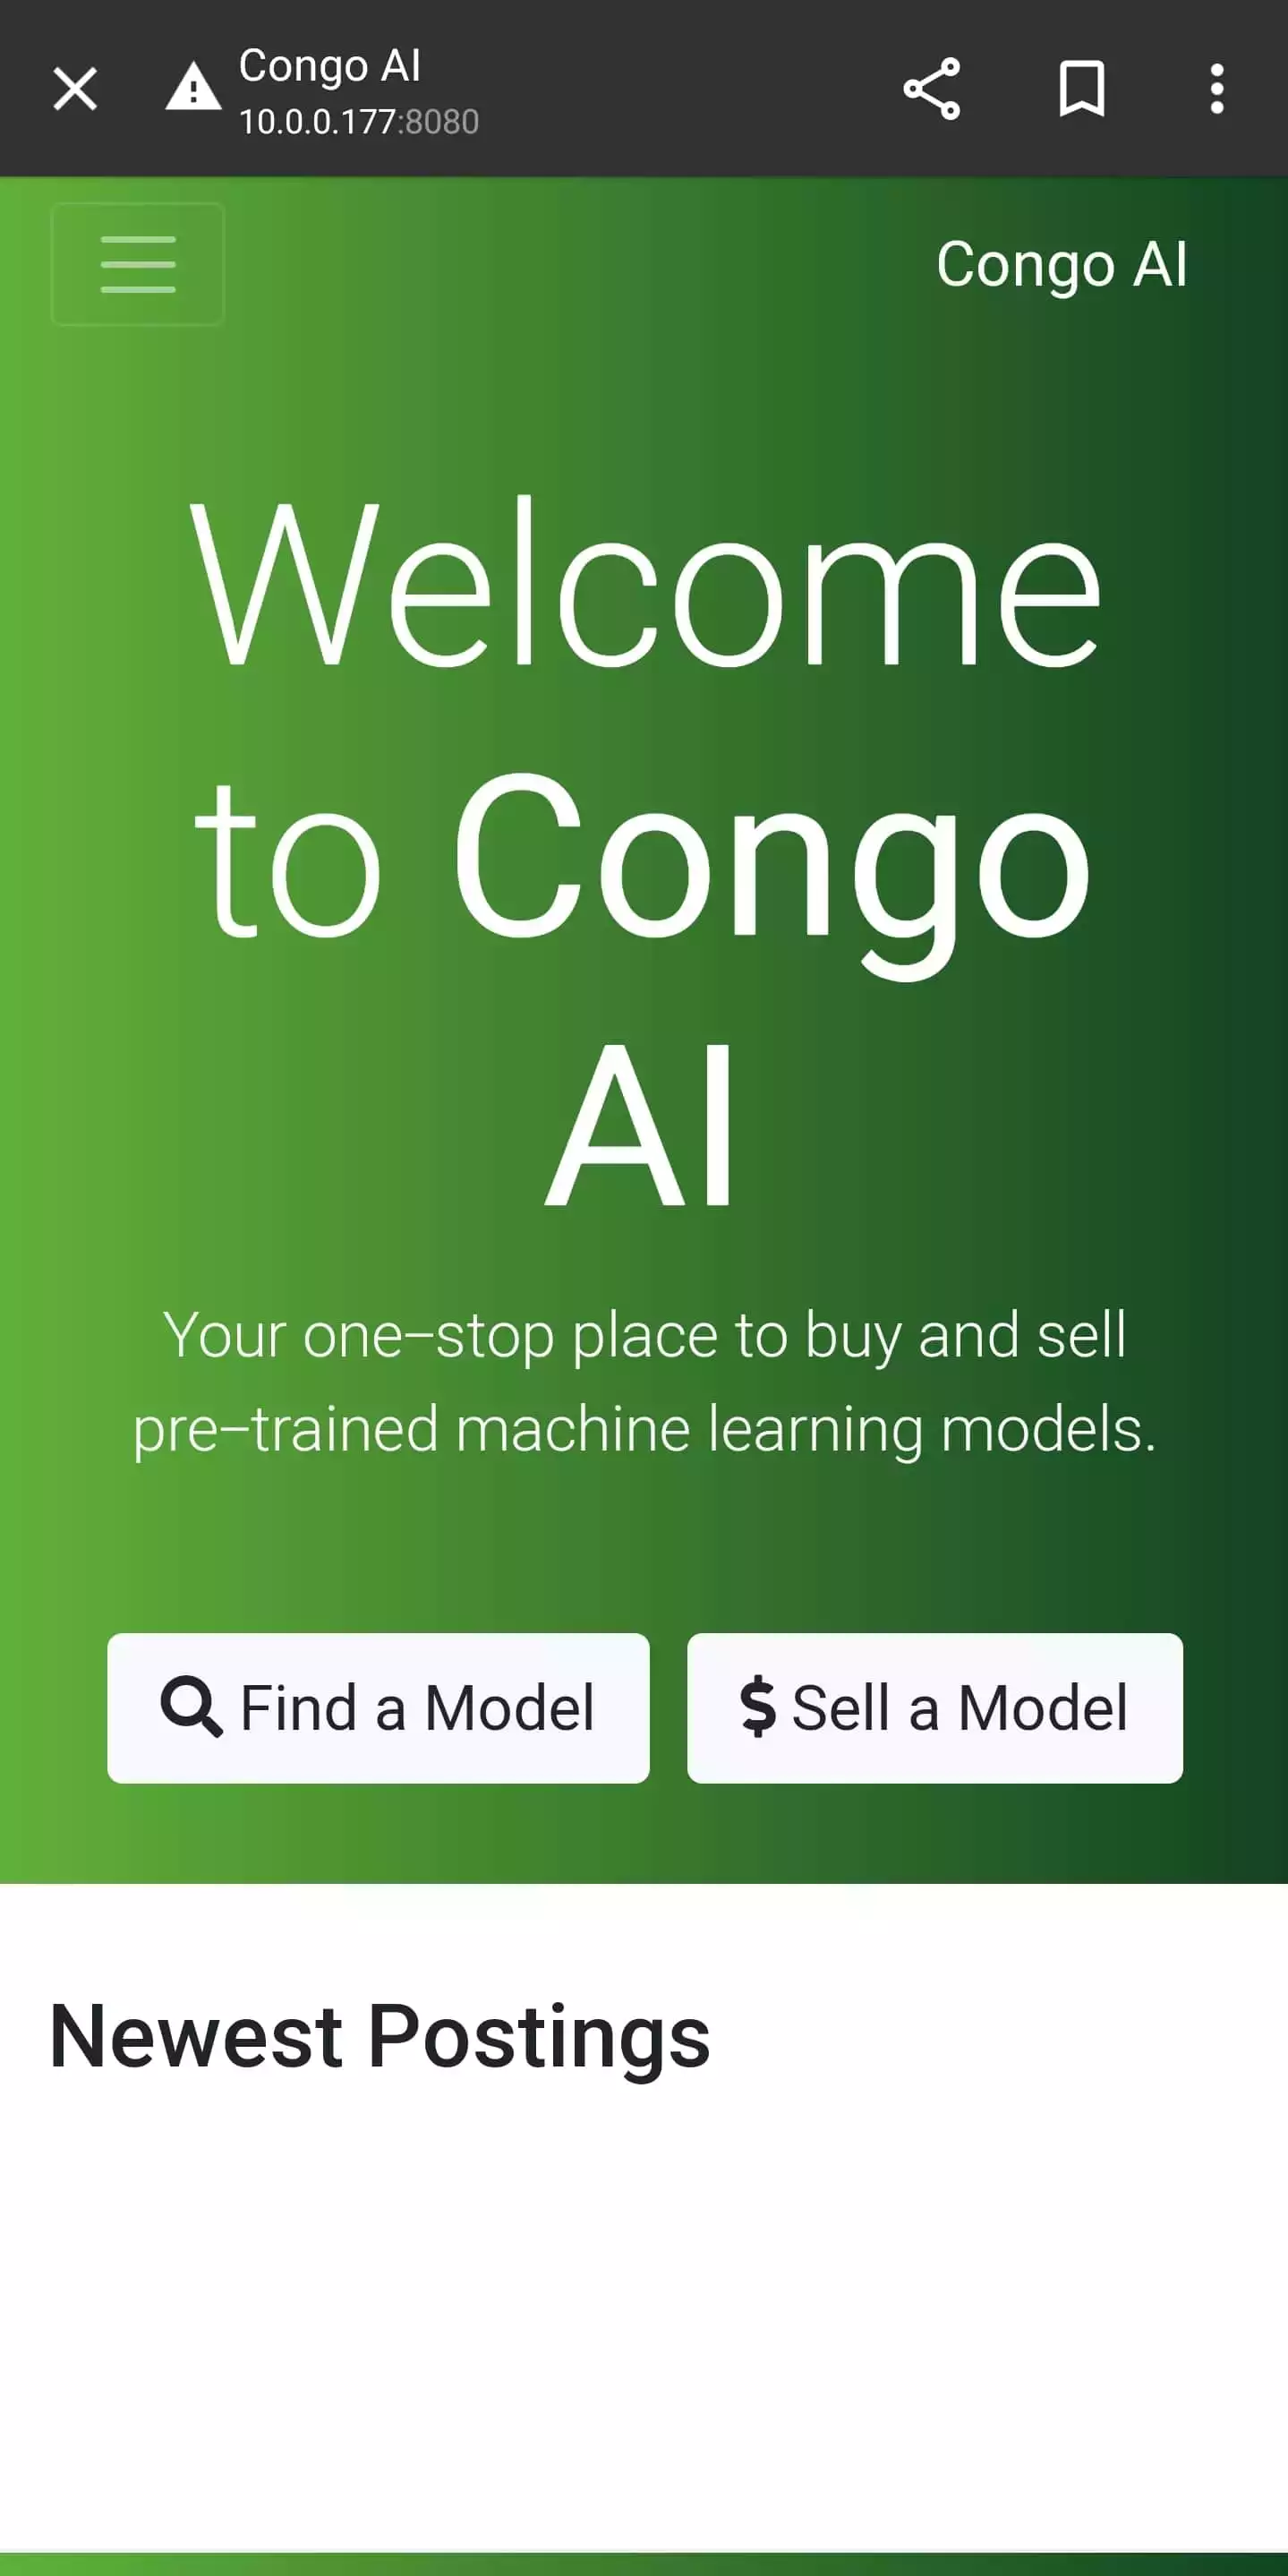 Congo AI
10.0.0.177:8080
Congo AI
Welcome
to Congo
AI
Your one-stop place to buy and sell
pre-trained machine learning models.
Find a Model
$ Sell a Model
Newest Postings